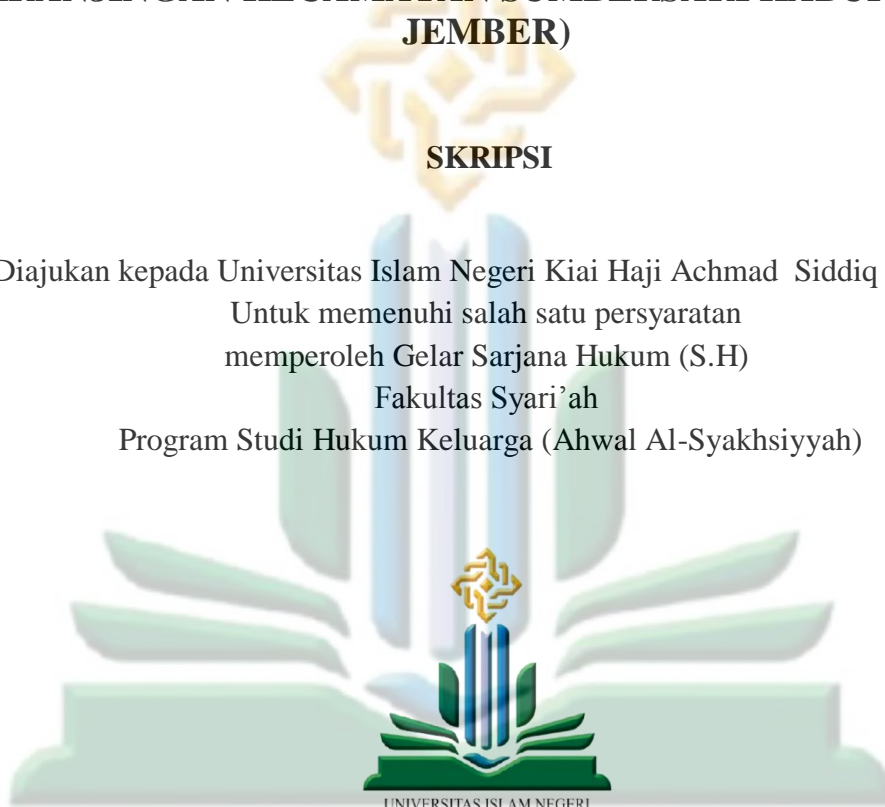 JEMBER)
SKRIPSI
Diajukan kepada Universitas Islam Negeri Kiai Haji Achmad Siddiq
Untuk memenuhi salah satu persyaratan
memperoleh Gelar Sarjana Hukum (S.H)
Fakultas Syari’ah
Program Studi Hukum Keluarga (Ahwal Al-Syakhsiyyah)
UNIVERSITAS ISLAM NEGERI